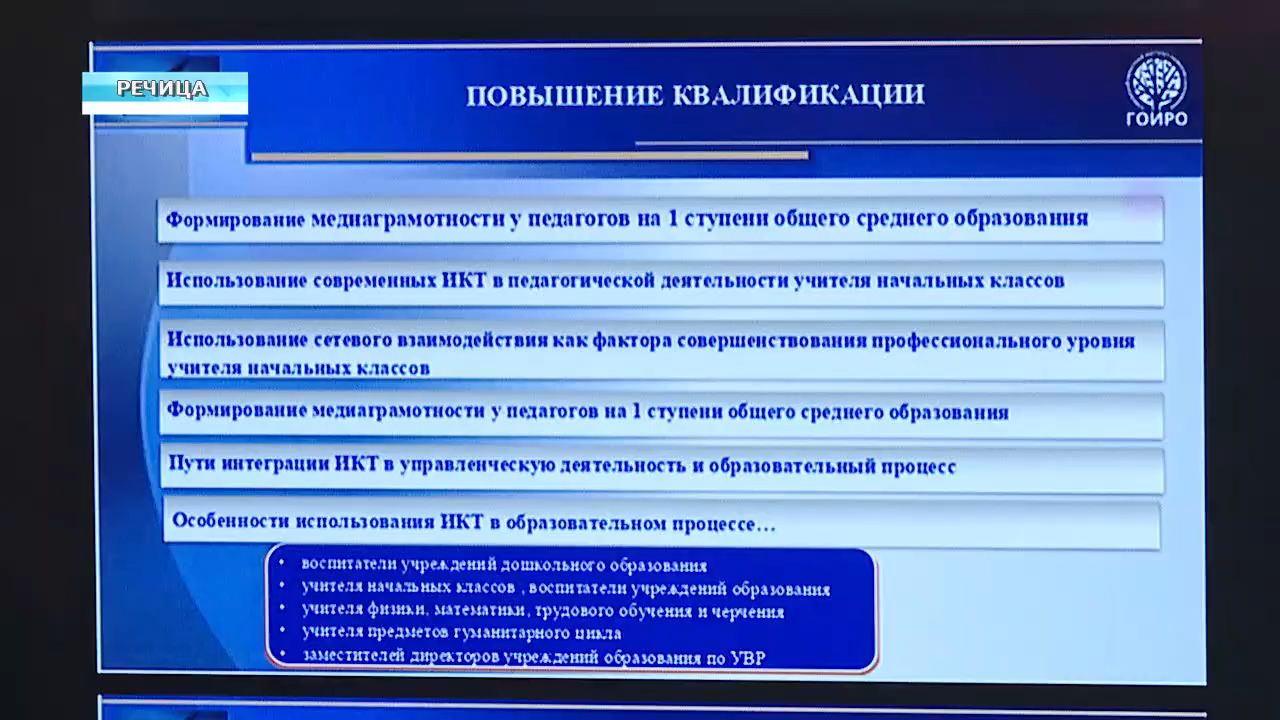 РЕЧИЦА
ПОВЫШЕНИЕ КВАЛИФИКАЦИИ
ГОИРО
Формирование медиаграмотности у педагогов на 1 ступени общего среднего образования
Использование современных ИКТ в педагогической деятельности учителя начальных классов
Использование сетевого взаимодействия как фактора совершенствования профессионального уровня
учителя начальных классов
Формирование медиаграмотности у педагогов на 1 ступени общего среднего образования
Пути интеграции ИКТ в управленческую деятельность и образовательный процесс
Особенности использования ИКТ в образовательном процессе…
• воспитатели учреждений дошкольного образования
• учителя начальных классов , воспитатели учреждений образования
• учителя физики, математики, трудового обучения и черчения
• учителя предметов гуманитарного цикла
• заместителей директоров учреждений образования по УВР